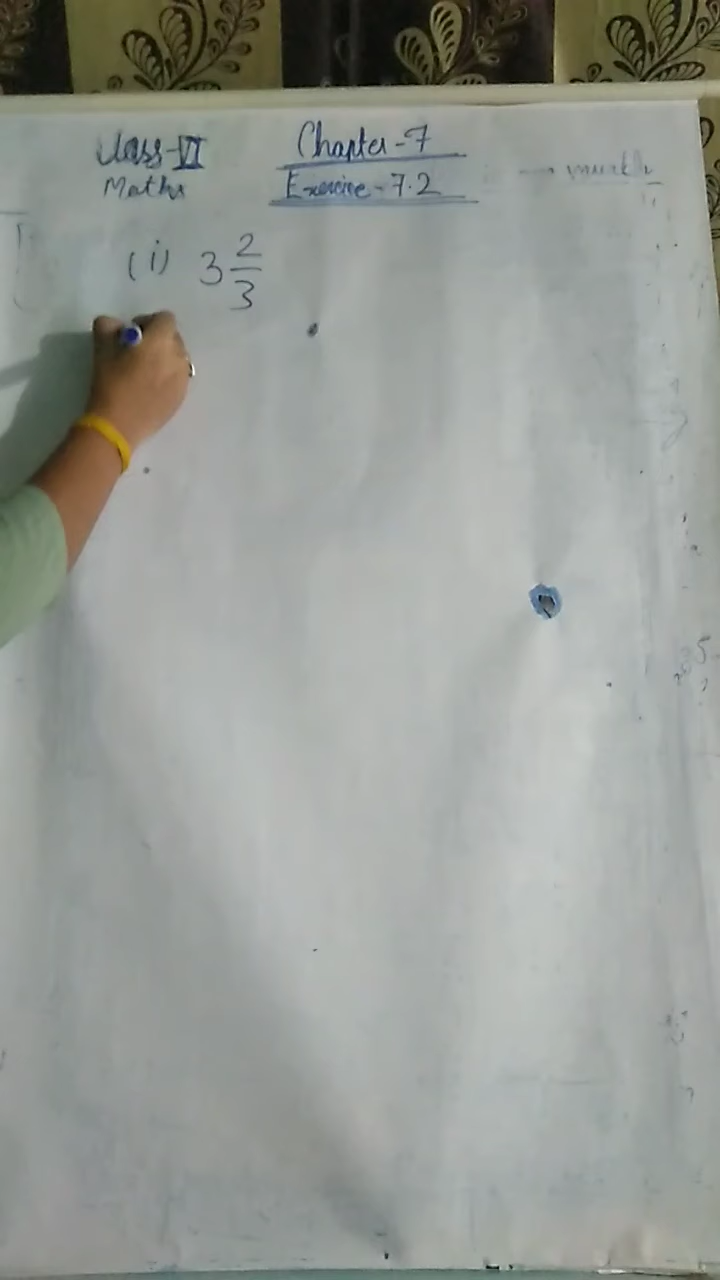 Class-VI
Maths
Chapter-7
Exercise-7.2
(i) 3 2/3